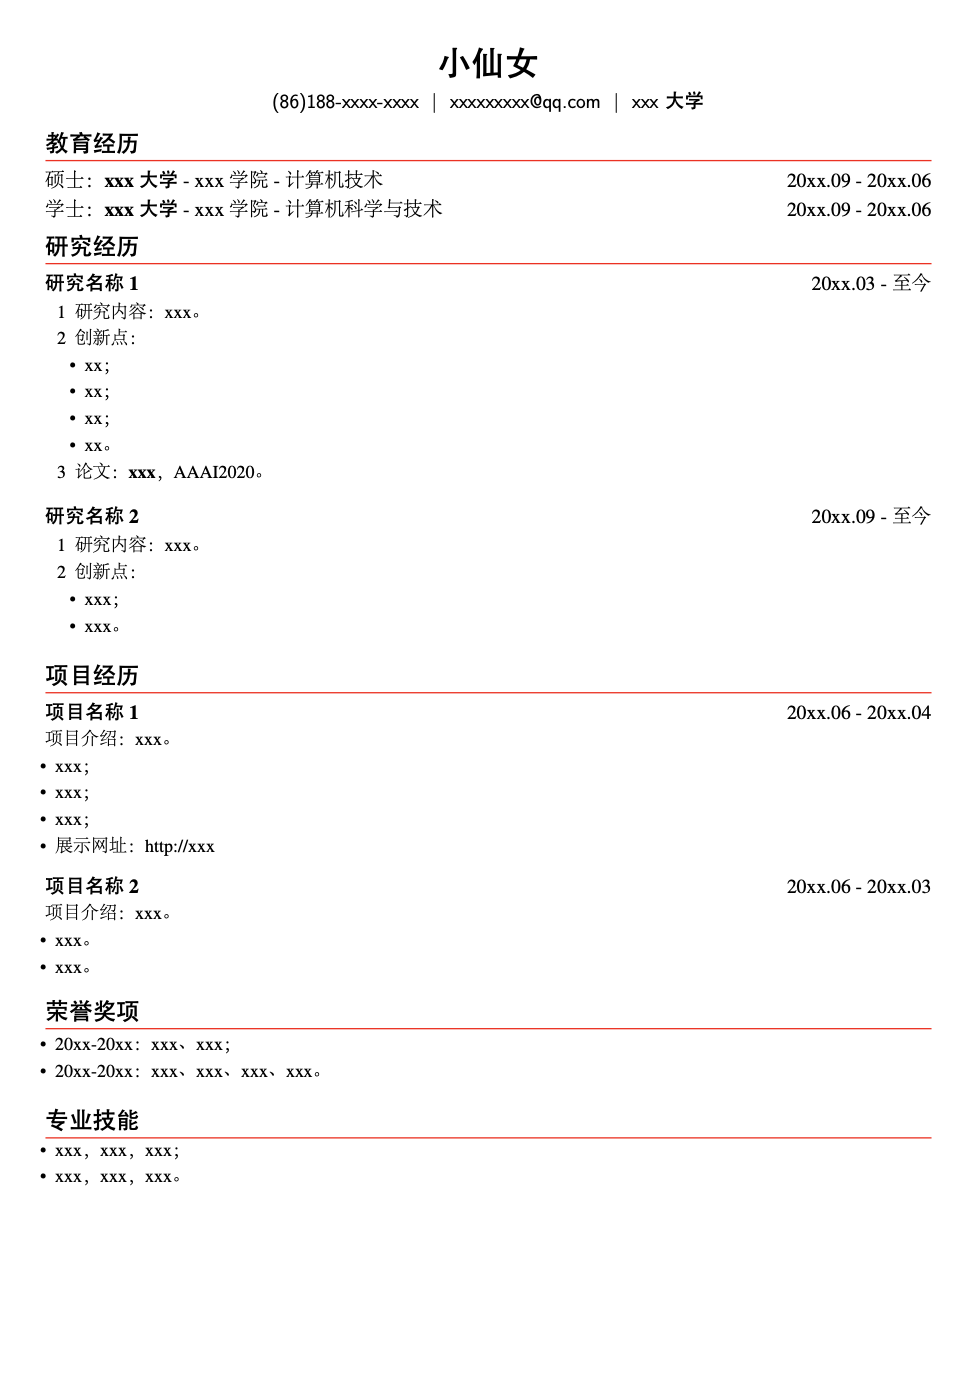 小仙女
(86)188-xxxx-xxxx | xxxxxxxxx@qq.com | xxx 大学
教育经历
硕士：xxx 大学 - xxx 学院 - 计算机技术 20xx.09 - 20xx.06
学士：xxx 大学 - xxx 学院 - 计算机科学与技术 20xx.09 - 20xx.06
研究经历
研究名称 1 20xx.03 - 至今
1 研究内容：xxx。
2 创新点：
• xx；
• xx；
• xx；
• xx。
3 论文：xxx，AAAI2020。
研究名称 2 20xx.09 - 至今
1 研究内容：xxx。
2 创新点：
• xxx；
• xxx。
项目经历
项目名称 1 20xx.06 - 20xx.04
项目介绍：xxx。
• xxx；
• xxx；
• xxx；
• 展示网址：http://xxx
项目名称 2 20xx.06 - 20xx.03
项目介绍：xxx。
• xxx。
• xxx。
荣誉奖项
• 20xx-20xx：xxx、xxx；
• 20xx-20xx：xxx、xxx、xxx、xxx。
专业技能
• xxx，xxx，xxx；
• xxx，xxx，xxx。